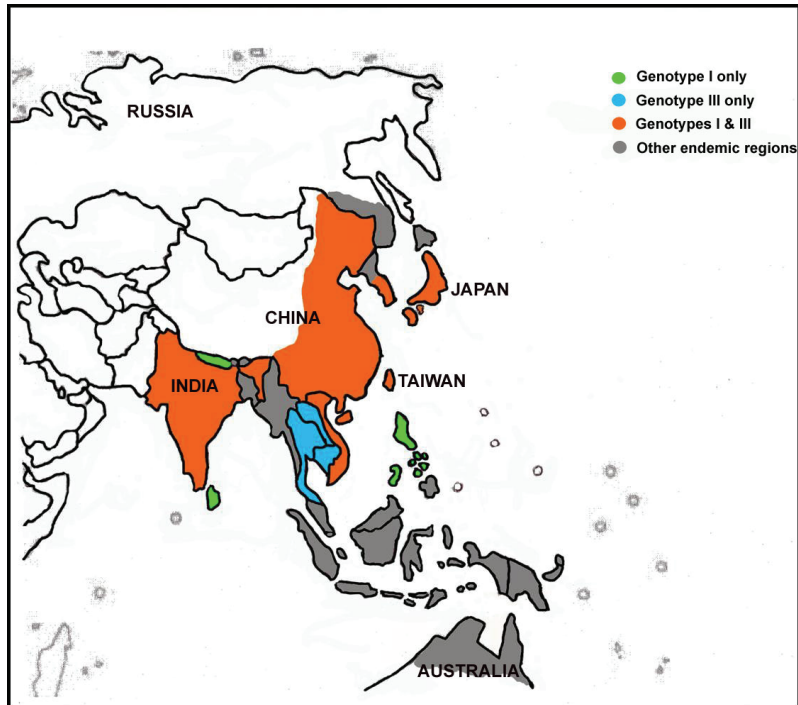 Genotype I only
Genotype III only
Genotypes I & III
Other endemic regions
RUSSIA
JAPAN
CHINA
TAIWAN
INDIA
AUSTRALIA